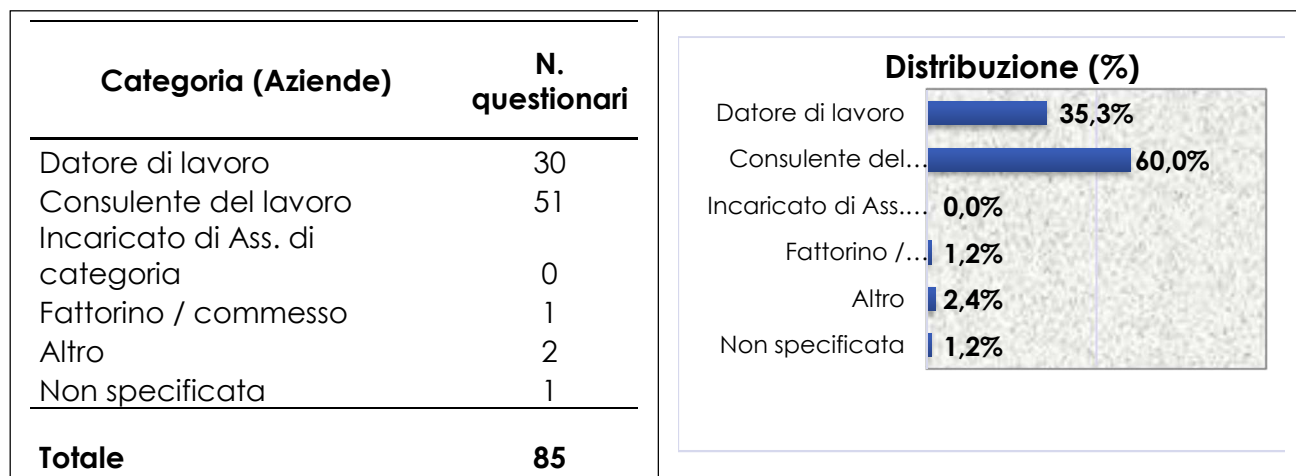 Categoria (Aziende) N. questionari
Datore di lavoro 30
Consulente del lavoro 51
Incaricato di Ass. di
categoria 0
Fattorino / commesso 1
Altro 2
Non specificata 1
Totale 85
Distribuzione (%)
Datore di lavoro 35,3%
Consulente del… 60,0%
Incaricato di Ass.… 0,0%
Fattorino /… 1,2%
Altro 2,4%
Non specificata 1,2%